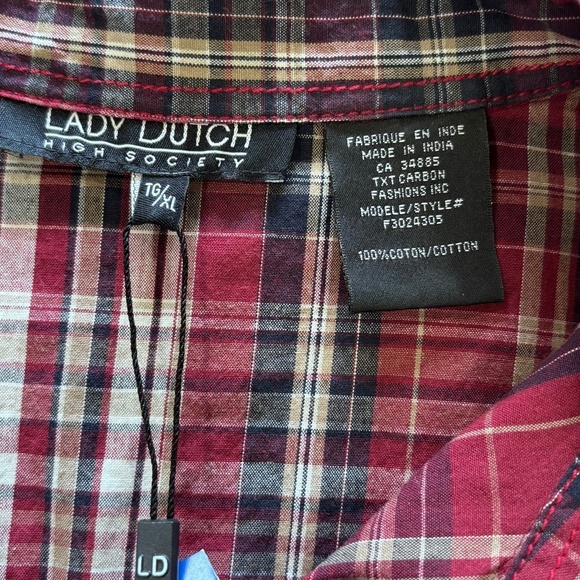 LADY DUTCH
HIGH SOCIETY
TG/XL
FABRIQUE EN INDE
MADE IN INDIA
CA 34885
TXT CARBON
FASHIONS INC
MODELE/STYLE#
F3024305
100%COTON/COTTON
LD